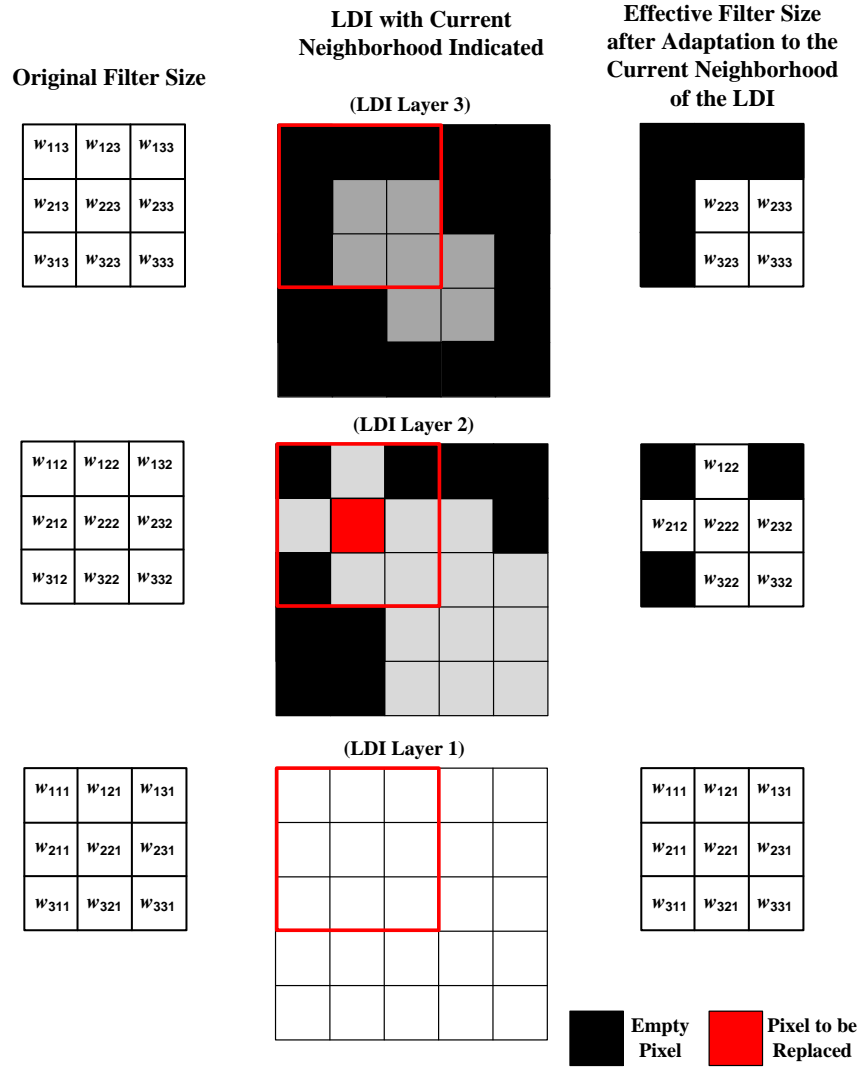 Original Filter Size
LDI with Current
Neighborhood Indicated
Effective Filter Size
after Adaptation to the
Current Neighborhood
of the LDI
(LDI Layer 3)
w113 w123 w133
w213 w223 w233
w313 w323 w333
w223 w233
w323 w333
(LDI Layer 2)
w112 w122 w132
w212 w222 w232
w312 w322 w332
w122
w212 w222 w232
w322 w332
(LDI Layer 1)
w111 w121 w131
w211 w221 w231
w311 w321 w331
w111 w121 w131
w211 w221 w231
w311 w321 w331
Empty
Pixel
Pixel to be
Replaced